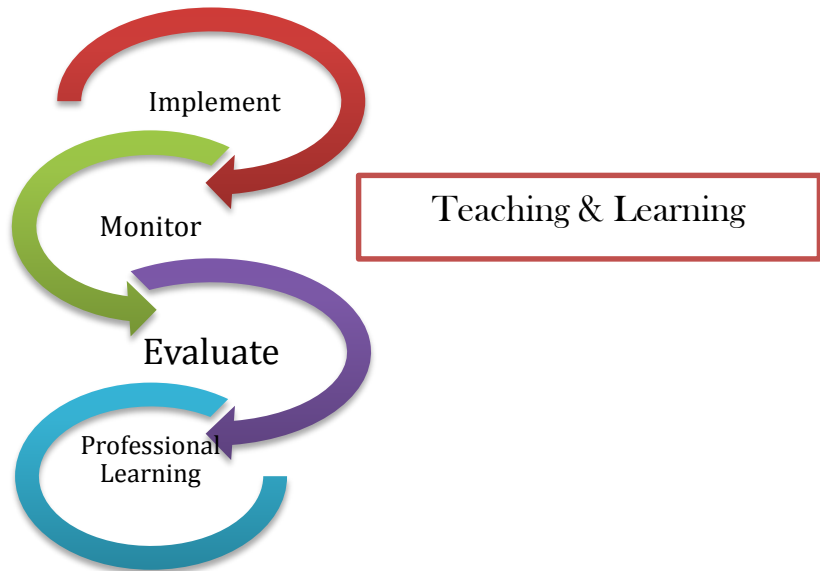 Implement
Monitor
Teaching & Learning
Evaluate
Professional
Learning